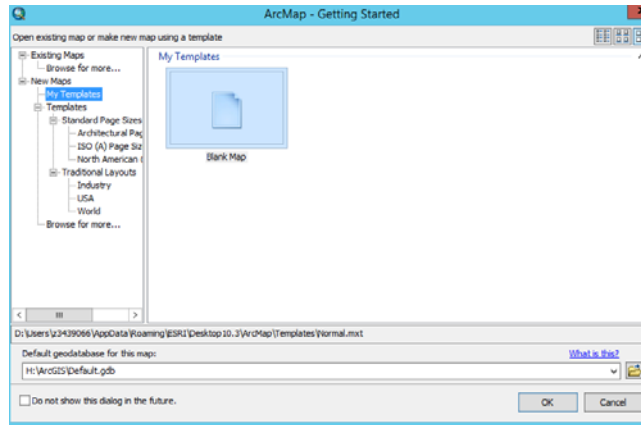 ArcMap - Getting Started
Open existing map or make new map using a template
Existing Maps
Browse for more...
New Maps
My Templates
Templates
Standard Page Sizes
Architectural Pag
ISO (A) Page Siz
North American
Traditional Layouts
Industry
USA
World
Browse for more...
My Templates
Blank Map
D:\Users\z3439066\AppData\Roaming\ESRI\Desktop10.3\ArcMap\Templates\Normal.mxt
Default geodatabase for this map:
What is this?
H:\ArcGIS\Default.gdb
Do not show this dialog in the future.
OK
Cancel